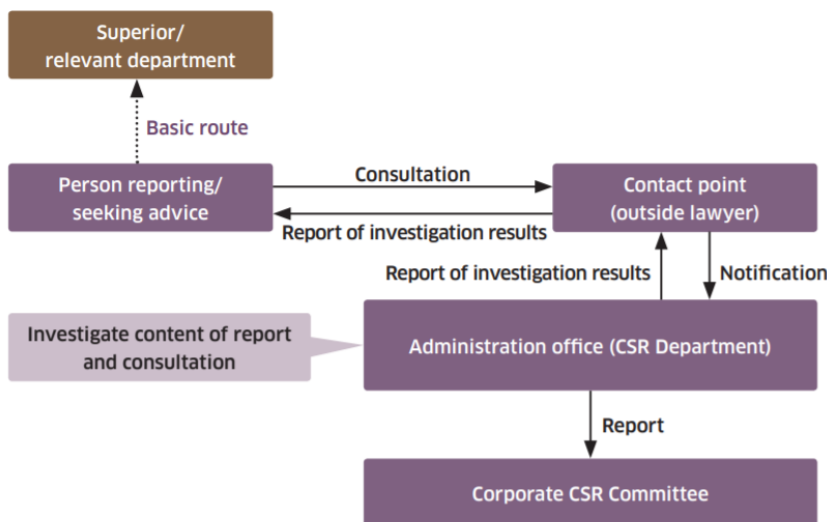 Superior/
relevant department
Basic route
Person reporting/
seeking advice
Consultation
Contact point
(outside lawyer)
Report of investigation results
Report of investigation results
Notification
Investigate content of report
and consultation
Administration office (CSR Department)
Report
Corporate CSR Committee